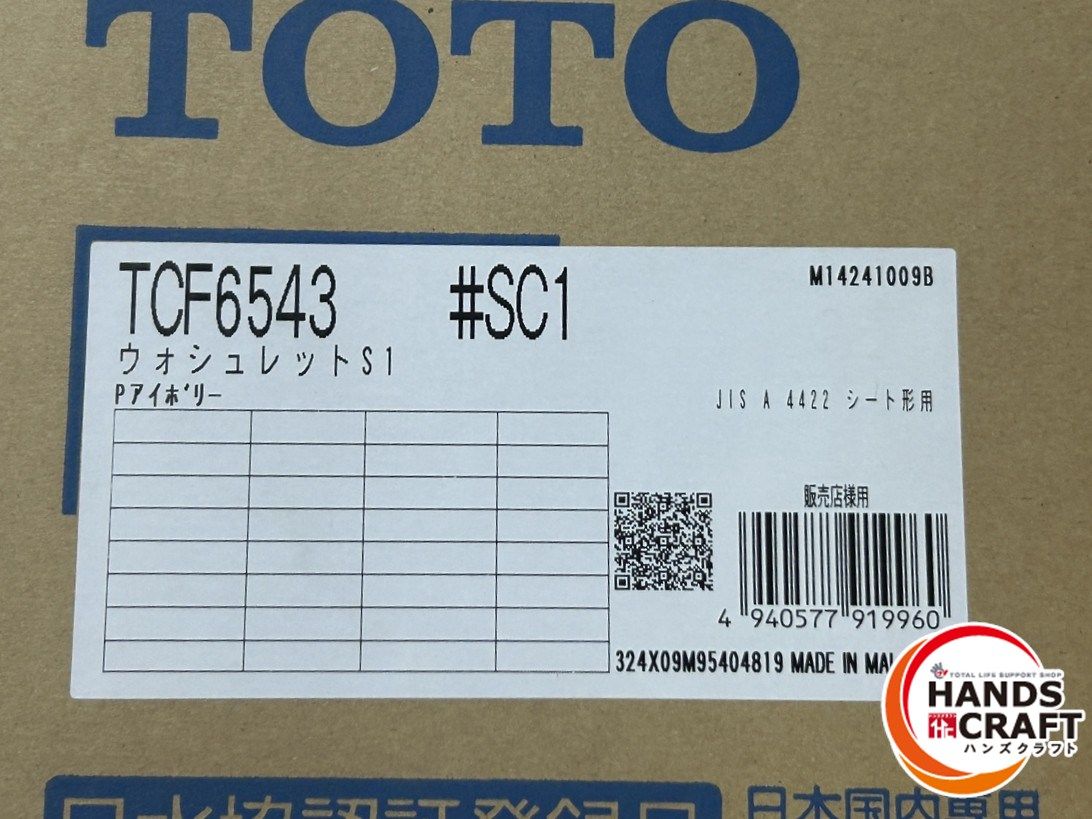 TOTO
TCF6543 #SC1
M14241009B
ウォシュレットS1
Pアイボリー
JIS A 4422 シート形用
販売店様用
4 940577 919960
324X09M95404819 MADE IN MAL
TOTAL LIFE SUPPORT SHOP
HANDS
CRAFT
ハンズクラフト
日本国内専用